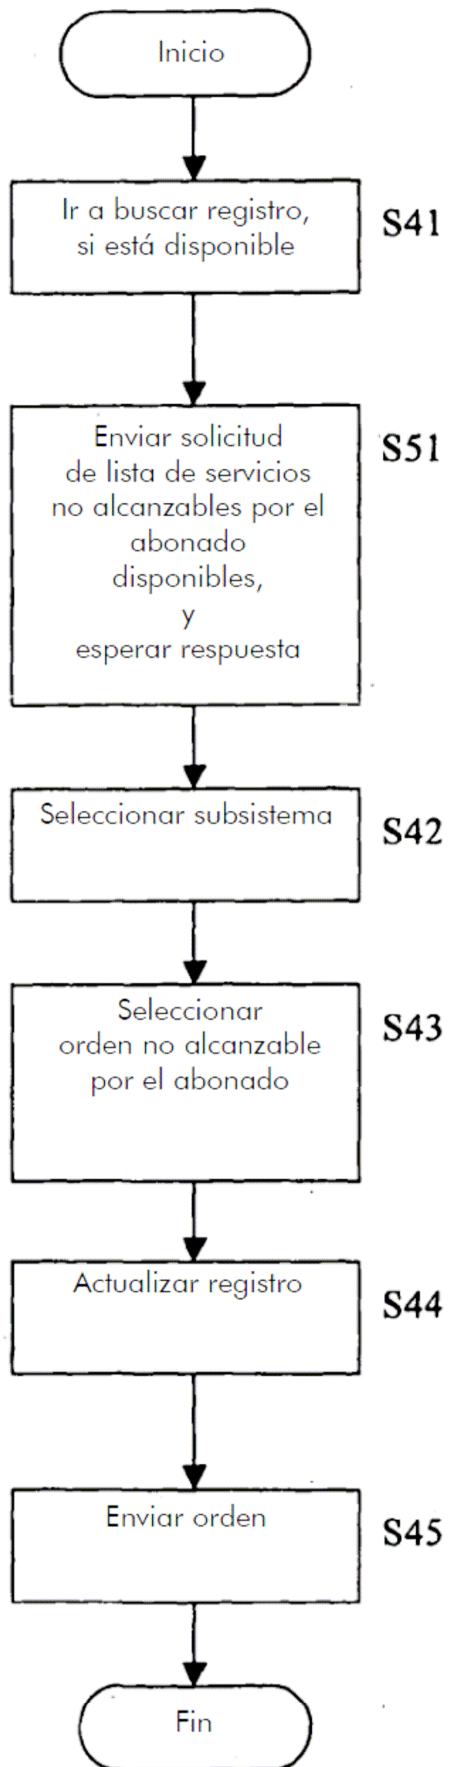 Inicio
Ir a buscar registro,
si está disponible
S41
Enviar solicitud
de lista de servicios
no alcanzables por el
abonado
disponibles,
y
esperar respuesta
S51
Seleccionar subsistema
S42
Seleccionar
orden no alcanzable
por el abonado
S43
Actualizar registro
S44
Enviar orden
S45
Fin